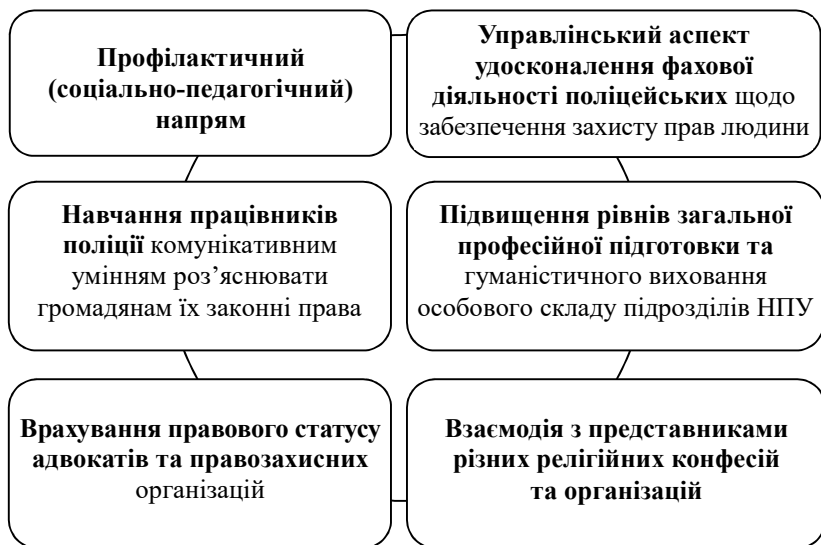 Профілактичний
(соціально-педагогічний)
напрям
Управлінський аспект
удосконалення фахової
діяльності поліцейських щодо
забезпечення захисту прав людини
Навчання працівників
поліції комунікативним
умінням роз’яснювати
громадянам їх законні права
Підвищення рівнів загальної
професійної підготовки та
гуманістичного виховання
особового складу підрозділів НПУ
Врахування правового статусу
адвокатів та правозахисних
організацій
Взаємодія з представниками
різних релігійних конфесій
та організацій